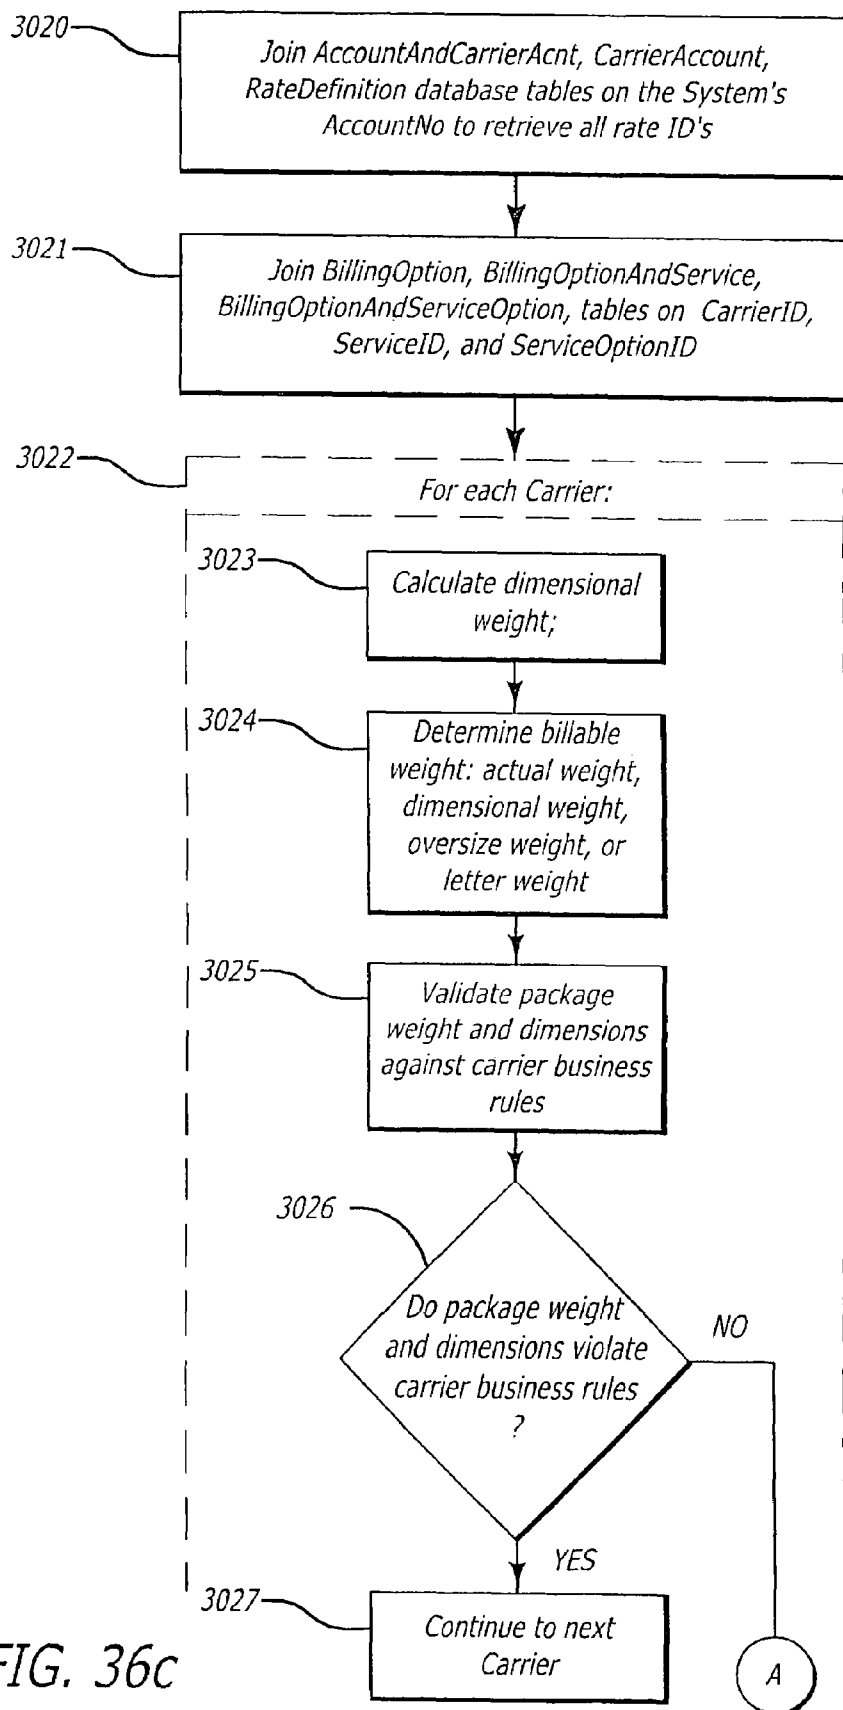 3020
Join AccountAndCarrierAcnt, CarrierAccount,
RateDefinition database tables on the System's
AccountNo to retrieve all rate ID's
3021
Join BillingOption, BillingOptionAndService,
BillingOptionAndServiceOption, tables on CarrierID,
ServiceID, and ServiceOptionID
3022
For each Carrier:
3023
Calculate dimensional
weight;
3024
Determine billable
weight: actual weight,
dimensional weight,
oversize weight, or
letter weight
3025
Validate package
weight and dimensions
against carrier business
rules
3026
Do package weight
and dimensions violate
carrier business rules
?
NO
YES
3027
Continue to next
Carrier
A
FIG. 36c